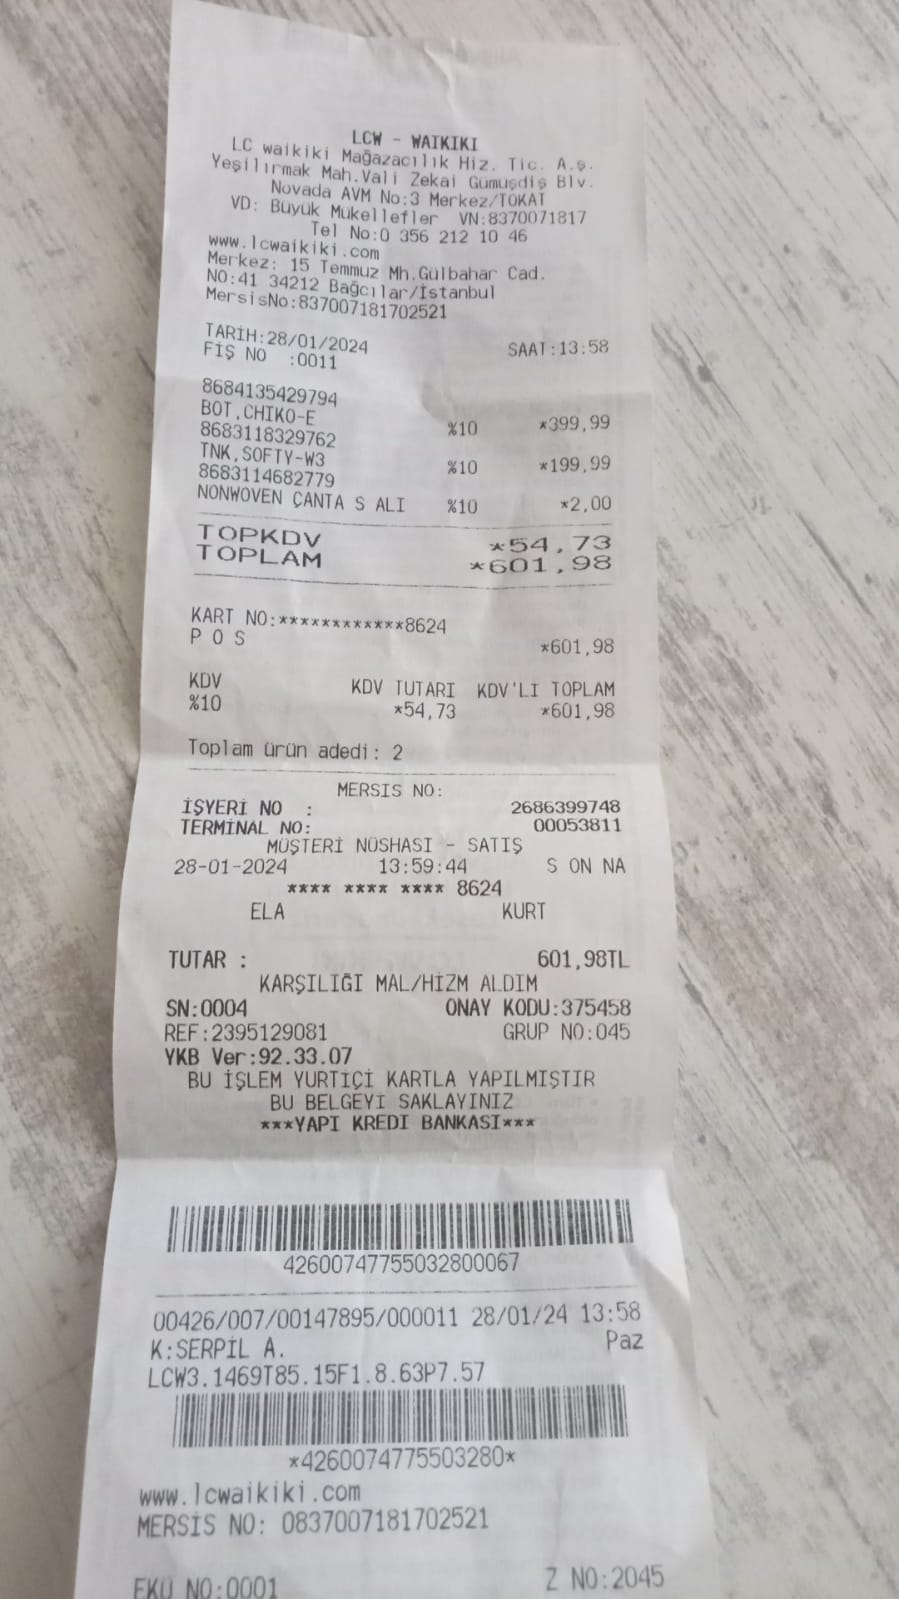 LCW - WAIKIKI
LC waikiki Mağazacılık Hiz. Tic. A.ş.
Yeşilırmak Mah.Vali Zekai Gümüşdiş Blv.
Novada AVM No:3 Merkez/TOKAT
VD: Büyük Mükellefler VN:8370071817
Tel No:0 356 212 10 46
www.lcwaikiki.com
Merkez: 15 Temmuz Mh.Gülbahar Cad.
NO:41 34212 Bağcılar/İstanbul
MersisNo:837007181702521
TARİH:28/01/2024 SAAT:13:58
FİŞ NO :0011
8684135429794
BOT,CHIKO-E %10 *399,99
8683118329762
TNK,SOFTY-W3 %10 *199,99
8683114682779
NONWOVEN ÇANTA S ALI %10 *2,00
TOPKDV *54,73
TOPLAM *601,98
KART NO:************8624
P O S *601,98
KDV KDV TUTARI KDV'LI TOPLAM
%10 *54,73 *601,98
Toplam ürün adedi: 2
MERSIS NO:
İŞYERİ NO : 2686399748
TERMİNAL NO: 00053811
MÜŞTERİ NÜSHASI - SATIŞ
28-01-2024 13:59:44 S ON NA
**** **** **** 8624
ELA KURT
TUTAR : 601,98TL
KARŞILIĞI MAL/HİZM ALDIM
SN:0004 ONAY KODU:375458
REF:2395129081 GRUP NO:045
YKB Ver:92.33.07
BU İŞLEM YURTİÇİ KARTLA YAPILMIŞTIR
BU BELGEYİ SAKLAYINIZ
***YAPI KREDI BANKASI***
42600747755032800067
00426/007/00147895/000011 28/01/24 13:58
K:SERPİL A. Paz
LCW3.1469T85.15F1.8.63P7.57
*4260074775503280*
www.lcwaikiki.com
MERSİS NO: 0837007181702521
EKÜ NO:0001 Z NO:2045